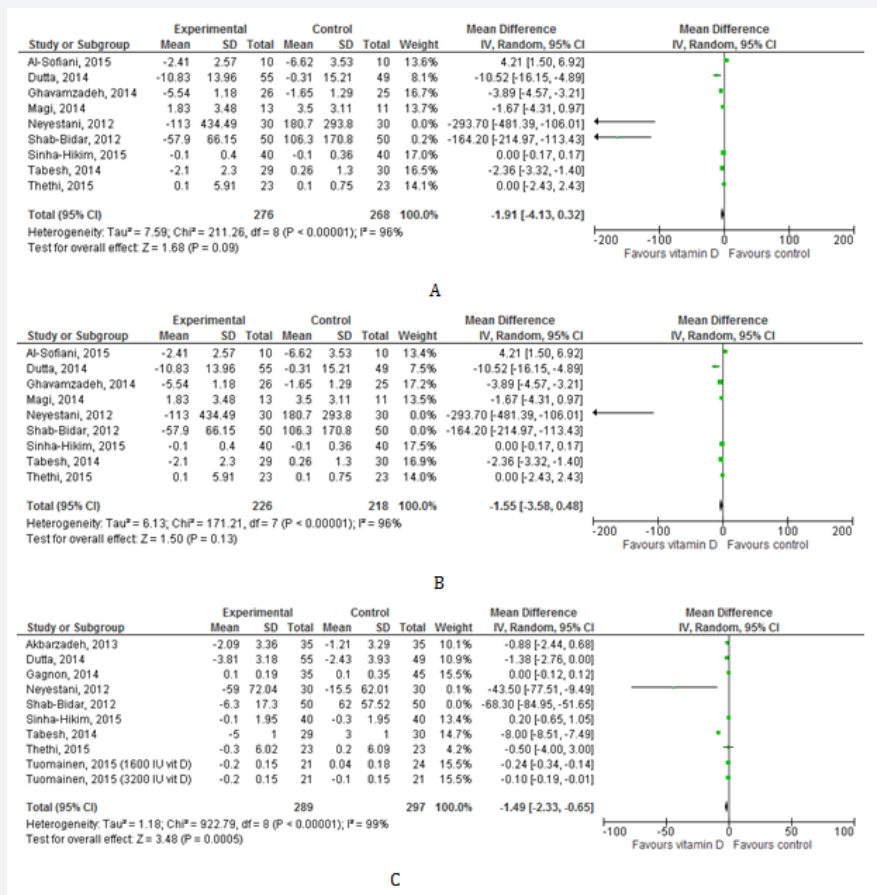 Experimental Control Mean Difference Mean Difference
Study or Subgroup Mean SD Total Mean SD Total Weight IV, Random, 95% CI IV, Random, 95% CI
Al-Sofiani, 2015 -2.41 2.57 10 -6.62 3.53 10 13.6% 4.21 [1.50, 6.92]
Dutta, 2014 -10.83 13.96 55 -0.31 15.21 49 8.1% -10.52 [-16.15, -4.89]
Ghavamzadeh, 2014 -5.54 1.18 26 -1.65 1.29 25 17.6% -3.89 [-4.57, -3.21]
Magi, 2014 1.83 3.48 13 3.5 3.11 11 13.7% -1.67 [-4.31, 0.97]
Neyestani, 2012 -113 434.49 30 180.7 293.8 30 0.0% -293.70 [-481.39, -106.01]
Shab-Bidar, 2012 -57.9 66.15 50 106.3 170.8 50 0.2% -164.20 [-214.97, -113.43]
Sinha-Hikim, 2015 -0.1 0.4 40 -0.1 0.36 40 17.0% 0.00 [-0.17, 0.17]
Tabesh, 2014 -2.1 2.3 29 0.26 1.3 30 16.5% -2.36 [-3.32, -1.40]
Thethi, 2015 0.1 5.91 23 0.1 0.75 23 14.1% 0.00 [-2.43, 2.43]
Total (95% CI) 276 268 100.0% -1.91 [-4.13, 0.32]
Heterogeneity: Tau² = 7.59; Chi² = 211.26, df = 8 (P < 0.00001); I² = 96%
Test for overall effect: Z = 1.68 (P = 0.09)
-200 -100 0 100 200
Favours vitamin D Favours control
A
Experimental Control Mean Difference Mean Difference
Study or Subgroup Mean SD Total Mean SD Total Weight IV, Random, 95% CI IV, Random, 95% CI
Al-Sofiani, 2015 -2.41 2.57 10 -6.62 3.53 10 13.4% 4.21 [1.50, 6.92]
Dutta, 2014 -10.83 13.96 55 -0.31 15.21 49 7.5% -10.52 [-16.15, -4.89]
Ghavamzadeh, 2014 -5.54 1.18 26 -1.65 1.29 25 17.2% -3.89 [-4.57, -3.21]
Magi, 2014 1.83 3.48 13 3.5 3.11 11 13.5% -1.67 [-4.31, 0.97]
Neyestani, 2012 -113 434.49 30 180.7 293.8 30 0.0% -293.70 [-481.39, -106.01]
Shab-Bidar, 2012 -57.9 66.15 50 106.3 170.8 50 0.0% -164.20 [-214.97, -113.43]
Sinha-Hikim, 2015 -0.1 0.4 40 -0.1 0.36 40 17.5% 0.00 [-0.17, 0.17]
Tabesh, 2014 -2.1 2.3 29 0.26 1.3 30 16.9% -2.36 [-3.32, -1.40]
Thethi, 2015 0.1 5.91 23 0.1 0.75 23 14.0% 0.00 [-2.43, 2.43]
Total (95% CI) 226 218 100.0% -1.55 [-3.58, 0.48]
Heterogeneity: Tau² = 6.13; Chi² = 171.21, df = 7 (P < 0.00001); I² = 96%
Test for overall effect: Z = 1.50 (P = 0.13)
-200 -100 0 100 200
Favours vitamin D Favours control
B
Experimental Control Mean Difference Mean Difference
Study or Subgroup Mean SD Total Mean SD Total Weight IV, Random, 95% CI IV, Random, 95% CI
Akbarzadeh, 2013 -2.09 3.36 35 -1.21 3.29 35 10.1% -0.88 [-2.44, 0.68]
Dutta, 2014 -3.81 3.18 55 -2.43 3.93 49 10.9% -1.38 [-2.76, 0.00]
Gagnon, 2014 0.1 0.19 35 0.1 0.35 45 15.5% 0.00 [-0.12, 0.12]
Neyestani, 2012 -59 72.04 30 -15.5 62.01 30 0.1% -43.50 [-77.51, -9.49]
Shab-Bidar, 2012 -6.3 17.3 50 62 57.52 50 0.0% -68.30 [-84.95, -51.65]
Sinha-Hikim, 2015 -0.1 1.95 40 -0.3 1.95 40 13.4% 0.20 [-0.65, 1.05]
Tabesh, 2014 -5 1 29 3 1 30 14.8% -8.00 [-8.51, -7.49]
Thethi, 2015 -0.3 6.02 23 0.2 6.09 23 4.2% -0.50 [-4.00, 3.00]
Tuomainen, 2015 (1600 IU vit D) -0.2 0.15 21 0.04 0.18 24 15.5% -0.24 [-0.34, -0.14]
Tuomainen, 2015 (3200 IU vit D) -0.2 0.15 21 -0.1 0.15 21 15.5% -0.10 [-0.19, -0.01]
Total (95% CI) 289 297 100.0% -1.49 [-2.33, -0.65]
Heterogeneity: Tau² = 1.18; Chi² = 922.79, df = 8 (P < 0.00001); I² = 99%
Test for overall effect: Z = 3.48 (P = 0.0005)
-100 -50 0 50 100
Favours vitamin D Favours control
C